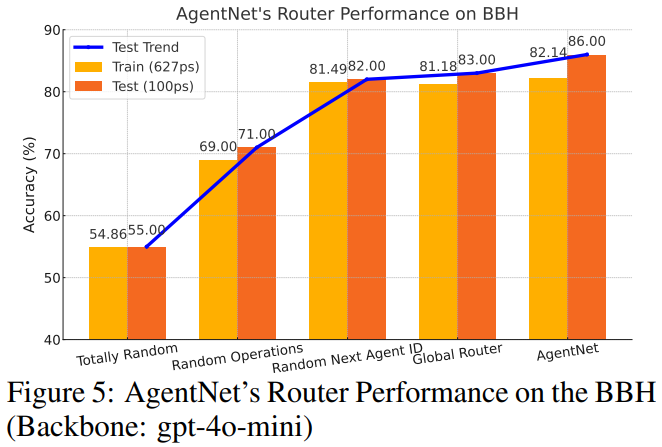 AgentNet's Router Performance on BBH
Test Trend
Train (627ps)
Test (100ps)
Accuracy (%)
90
80
70
60
50
40
54.86
55.00
69.00
71.00
81.49
82.00
81.18
83.00
82.14
86.00
Totally Random
Random Operations
Random Next Agent ID
Global Router
AgentNet
Figure 5: AgentNet's Router Performance on the BBH
(Backbone: gpt-4o-mini)